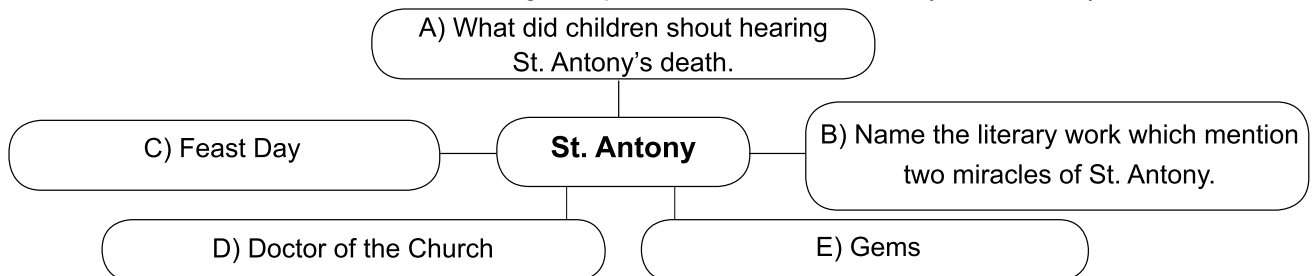 A) What did children shout hearing
St. Antony's death.
C) Feast Day
St. Antony
B) Name the literary work which mention
two miracles of St. Antony.
D) Doctor of the Church
E) Gems